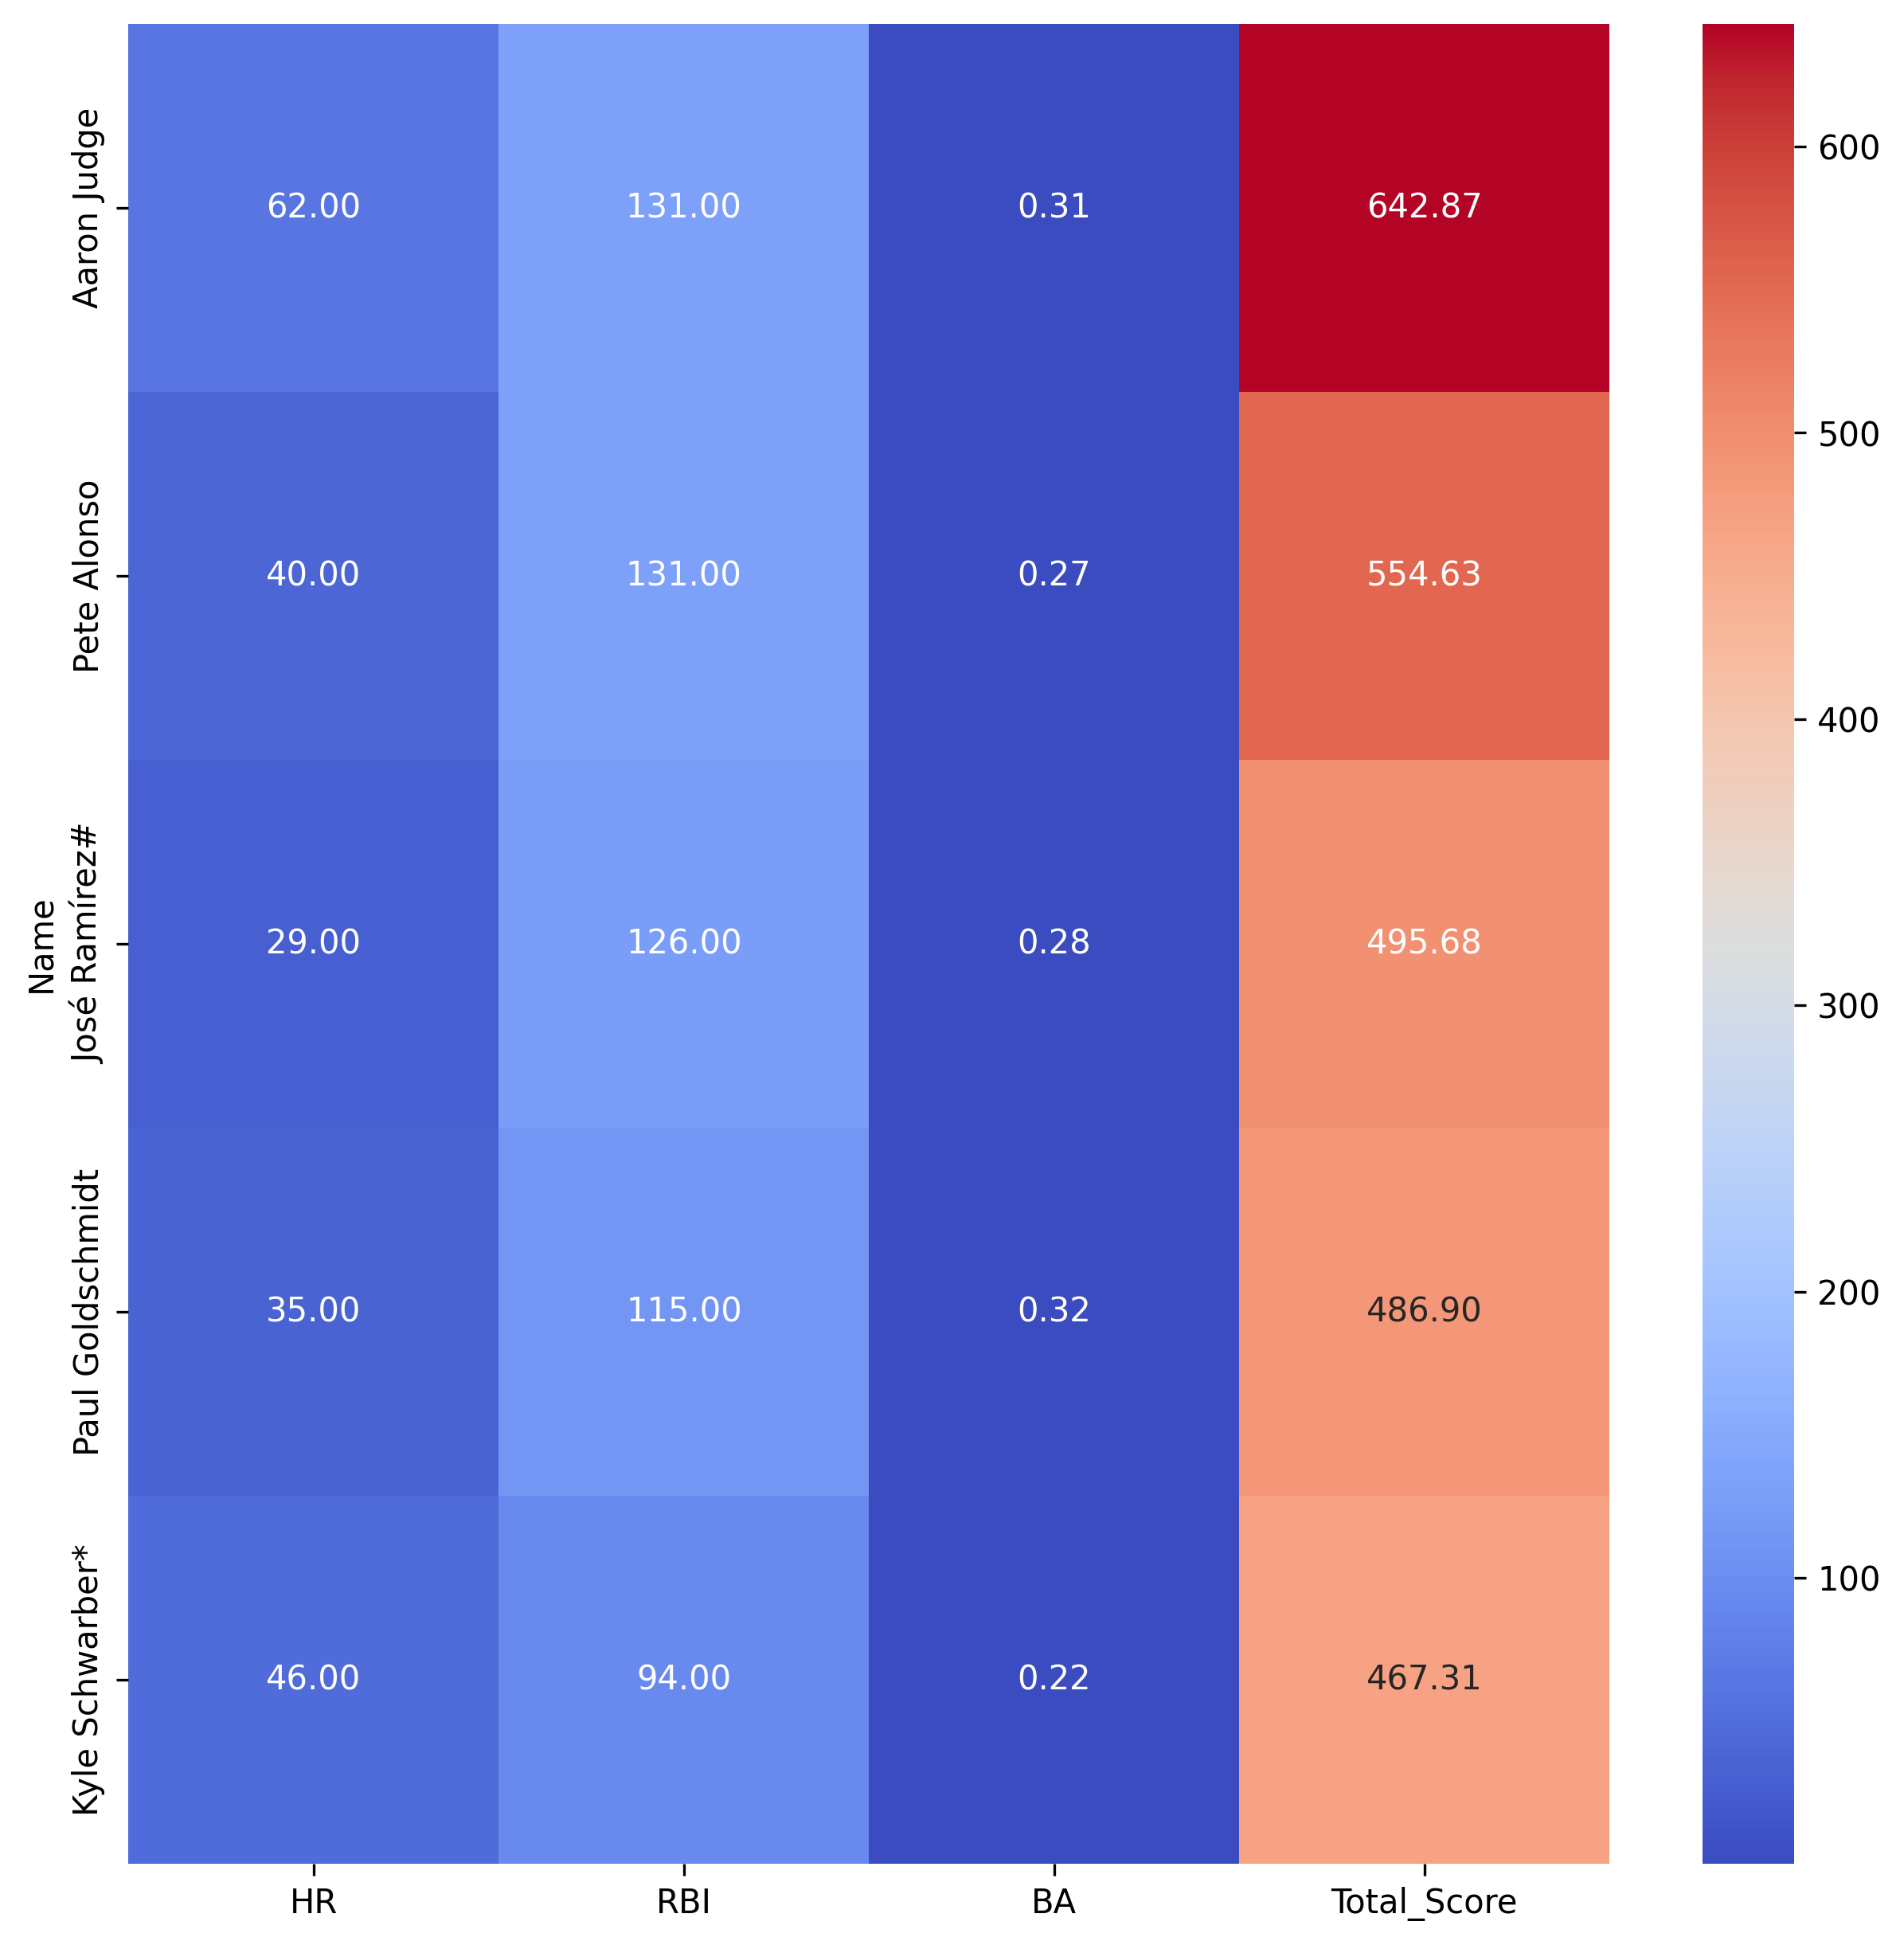 Name
Aaron Judge
62.00 131.00 0.31 642.87
Pete Alonso
40.00 131.00 0.27 554.63
José Ramírez#
29.00 126.00 0.28 495.68
Paul Goldschmidt
35.00 115.00 0.32 486.90
Kyle Schwarber*
46.00 94.00 0.22 467.31
HR RBI BA Total_Score
600
500
400
300
200
100